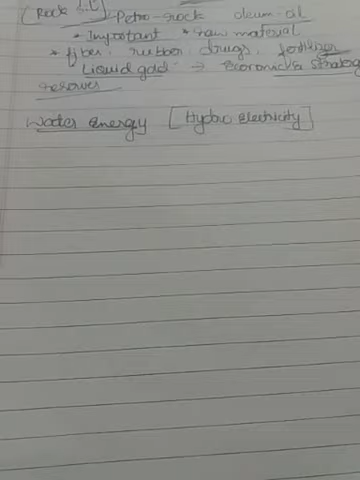 (Rock oil) Petro-rock oleum-oil
* Important * raw material
* fiber, rubber, drugs, fertilizer
"Liquid gold" → Economic & strategy
reserves
Water energy [Hydro Electricity]